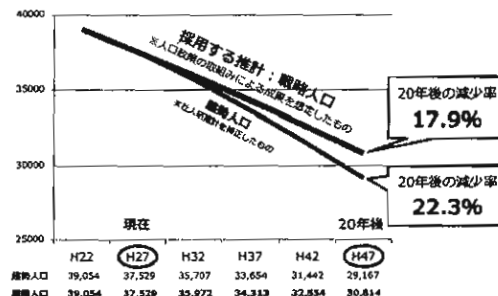 40000
35000
30000
25000
採用する推計:戦略人口
※人口政策の取組みによる成果を想定したもの
趨勢人口
※社人研推計を補正したもの
20年後の減少率
17.9%
20年後の減少率
22.3%
現在
20年後
H22 H27 H32 H37 H42 H47
趨勢人口 39,054 37,529 35,707 33,654 31,442 29,167
戦略人口 39,054 37,529 35,972 34,313 32,554 30,814